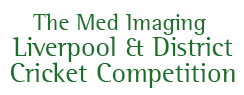 The Med Imaging
Liverpool & District
Cricket Competition